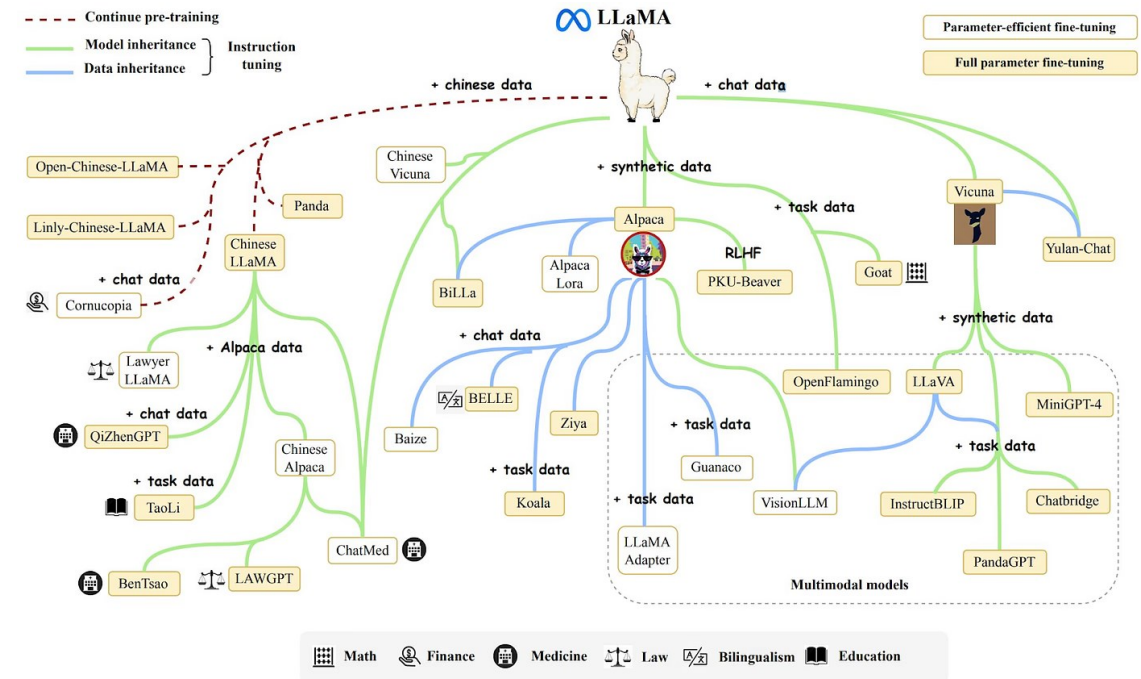 LLaMA
Continue pre-training
Model inheritance
Data inheritance
Instruction
tuning
Parameter-efficient fine-tuning
Full parameter fine-tuning
+ chinese data
+ chat data
Open-Chinese-LLaMA
Linly-Chinese-LLaMA
Panda
Chinese
LLaMA
+ chat data
Cornucopia
Chinese
Vicuna
+ synthetic data
+ task data
Alpaca
Vicuna
Yulan-Chat
BiLLa
Alpaca
Lora
RLHF
PKU-Beaver
Goat
+ synthetic data
+ Alpaca data
Lawyer
LLaMA
+ chat data
QiZhenGPT
+ task data
TaoLi
Chinese
Alpaca
BenTsao
LAWGPT
ChatMed
+ chat data
Baize
BELLE
+ task data
Koala
Ziya
+ task data
Guanaco
+ task data
LLaMA
Adapter
OpenFlamingo
LLaVA
MiniGPT-4
+ task data
VisionLLM
InstructBLIP
Chatbridge
PandaGPT
Multimodal models
Math
Finance
Medicine
Law
Bilingualism
Education